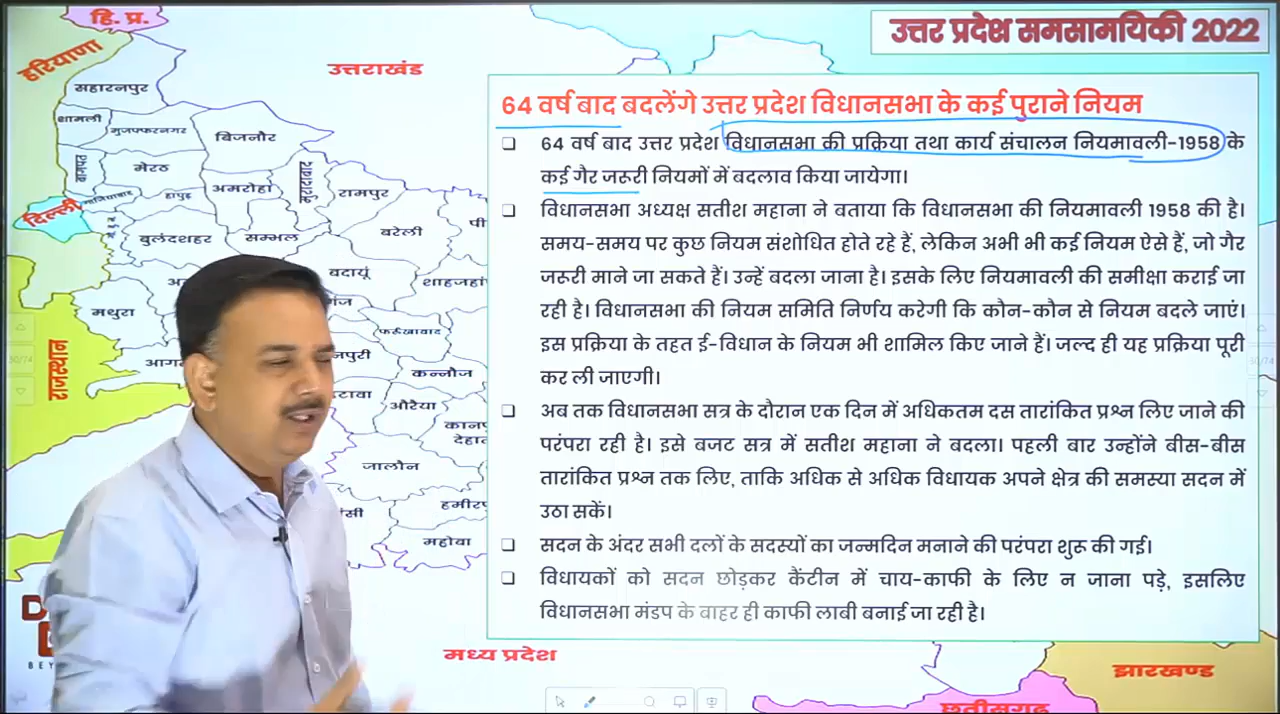 हि. प्र.
उत्तर प्रदेश समसामयिकी 2022
हरियाणा
उत्तराखंड
सहारनपुर
शामली
मुजफ्फरनगर
बिजनौर
बागपत
मेरठ
हापुड़
अमरोहा
मुरादाबाद
रामपुर
गाजियाबाद
दिल्ली
बुलंदशहर
सम्भल
बरेली
पी
बदायूं
शाहजहां
मथुरा
फर्रुखाबाद
राजस्थान
आगर
नपुरी
कन्नौज
टावा
औरैया
कानप
देहात
जालौन
हमीरपु
महोवा
64 वर्ष बाद बदलेंगे उत्तर प्रदेश विधानसभा के कई पुराने नियम
❑ 64 वर्ष बाद उत्तर प्रदेश विधानसभा की प्रक्रिया तथा कार्य संचालन नियमावली-1958 के
कई गैर जरूरी नियमों में बदलाव किया जायेगा।
❑ विधानसभा अध्यक्ष सतीश महाना ने बताया कि विधानसभा की नियमावली 1958 की है।
समय-समय पर कुछ नियम संशोधित होते रहे हैं, लेकिन अभी भी कई नियम ऐसे हैं, जो गैर
जरूरी माने जा सकते हैं। उन्हें बदला जाना है। इसके लिए नियमावली की समीक्षा कराई जा
रही है। विधानसभा की नियम समिति निर्णय करेगी कि कौन-कौन से नियम बदले जाएं।
इस प्रक्रिया के तहत ई-विधान के नियम भी शामिल किए जाने हैं। जल्द ही यह प्रक्रिया पूरी
कर ली जाएगी।
❑ अब तक विधानसभा सत्र के दौरान एक दिन में अधिकतम दस तारांकित प्रश्न लिए जाने की
परंपरा रही है। इसे बजट सत्र में सतीश महाना ने बदला। पहली बार उन्होंने बीस-बीस
तारांकित प्रश्न तक लिए, ताकि अधिक से अधिक विधायक अपने क्षेत्र की समस्या सदन में
उठा सकें।
❑ सदन के अंदर सभी दलों के सदस्यों का जन्मदिन मनाने की परंपरा शुरू की गई।
❑ विधायकों को सदन छोड़कर कैंटीन में चाय-काफी के लिए न जाना पड़े, इसलिए
विधानसभा मंडप के बाहर ही काफी लाबी बनाई जा रही है।
मध्य प्रदेश
झारखण्ड
छत्तीसगढ़